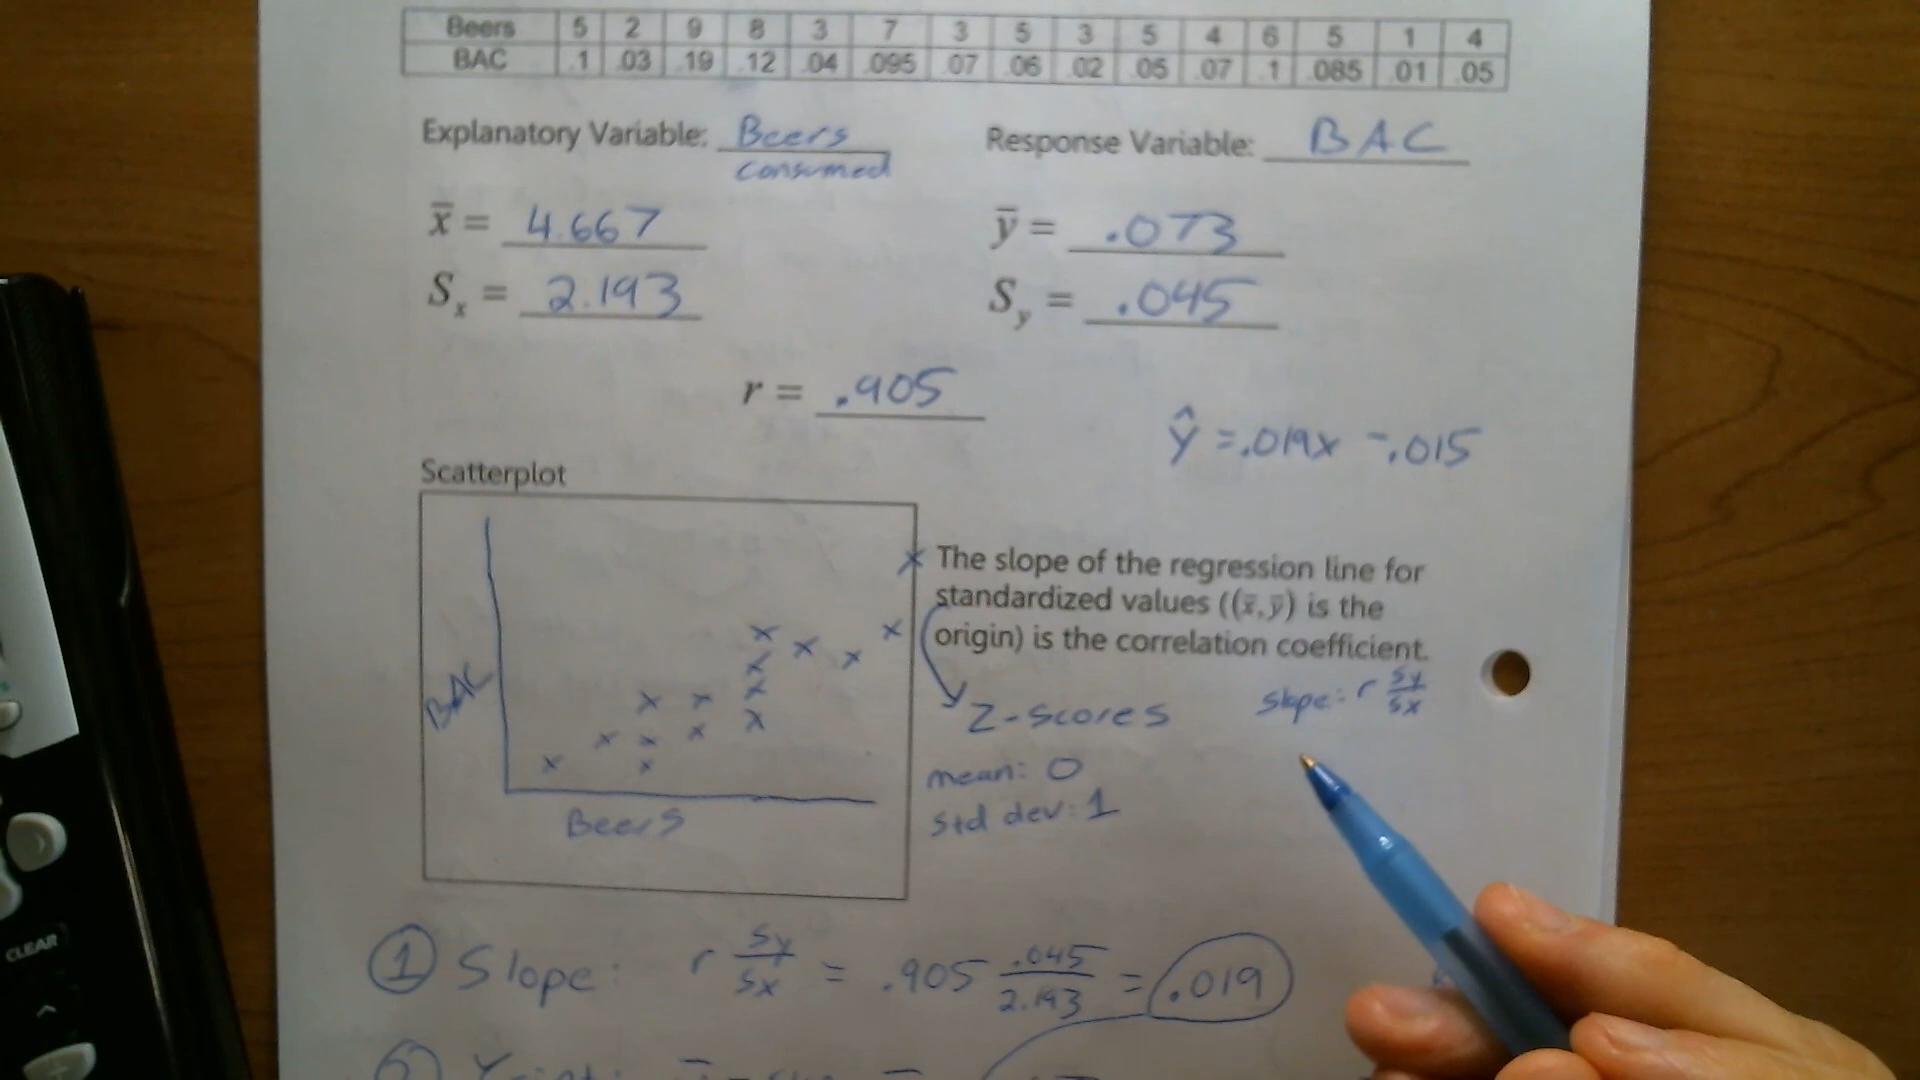 Beers 5 2 9 8 3 7 3 5 3 5 4 6 5 1 4
BAC .1 .03 .19 .12 .04 .095 .07 .06 .02 .05 .07 .1 .085 .01 .05
Explanatory Variable: Beers consumed
Response Variable: BAC
x̄ = 4.667
ȳ = .073
Sx = 2.193
Sy = .045
r = .905
ŷ = .019x - .015
Scatterplot
BAC
Beers
The slope of the regression line for
standardized values ((x̄, ȳ) is the
origin) is the correlation coefficient.
Z-scores
slope: r sy/sx
mean: 0
std dev: 1
① Slope: r sy/sx = .905 .045/2.193 = .019
CLEAR